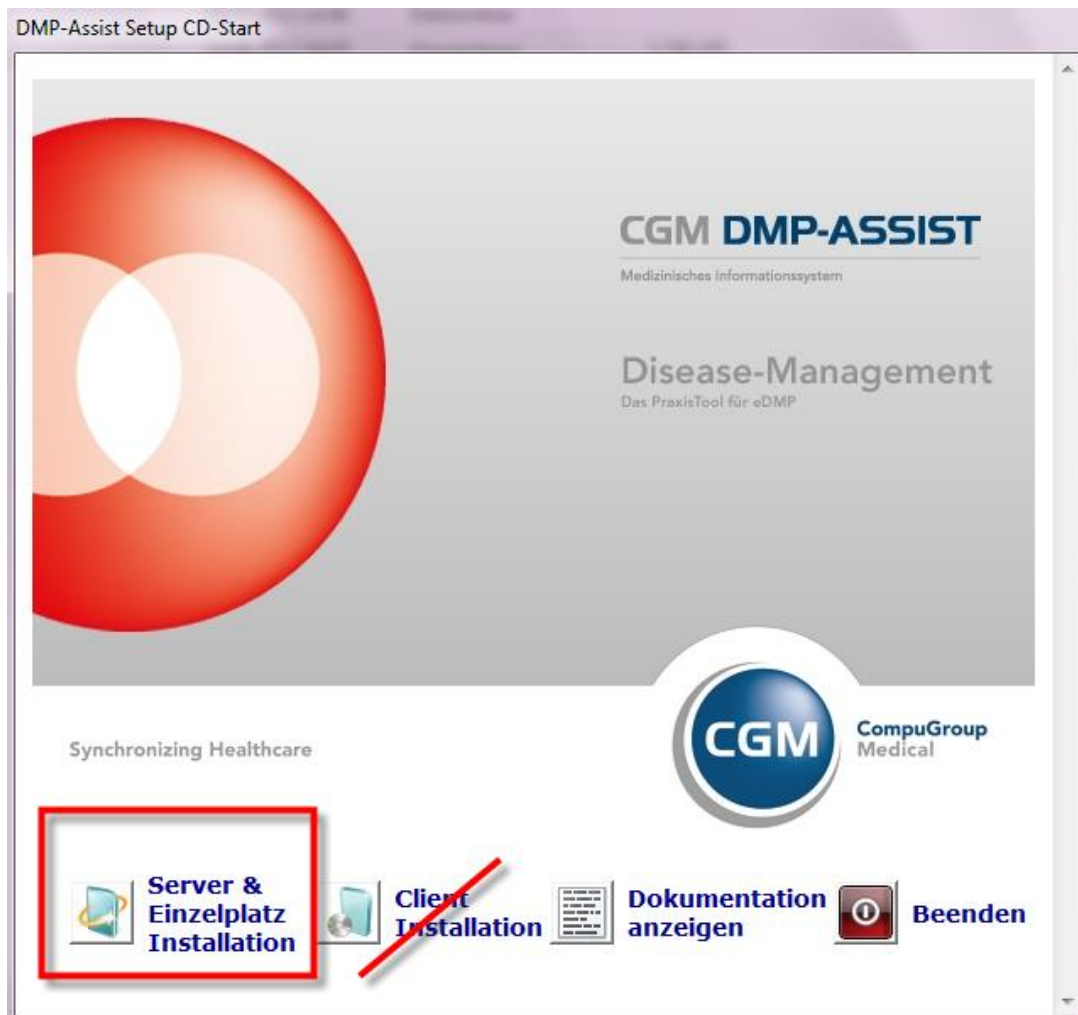 DMP-Assist Setup CD-Start
CGM DMP-ASSIST
Medizinisches Informationssystem
Disease-Management
Das PraxisTool für eDMP
CGM
CompuGroup
Medical
Synchronizing Healthcare
Server &
Einzelplatz
Installation
Client
Installation
Dokumentation
anzeigen
Beenden